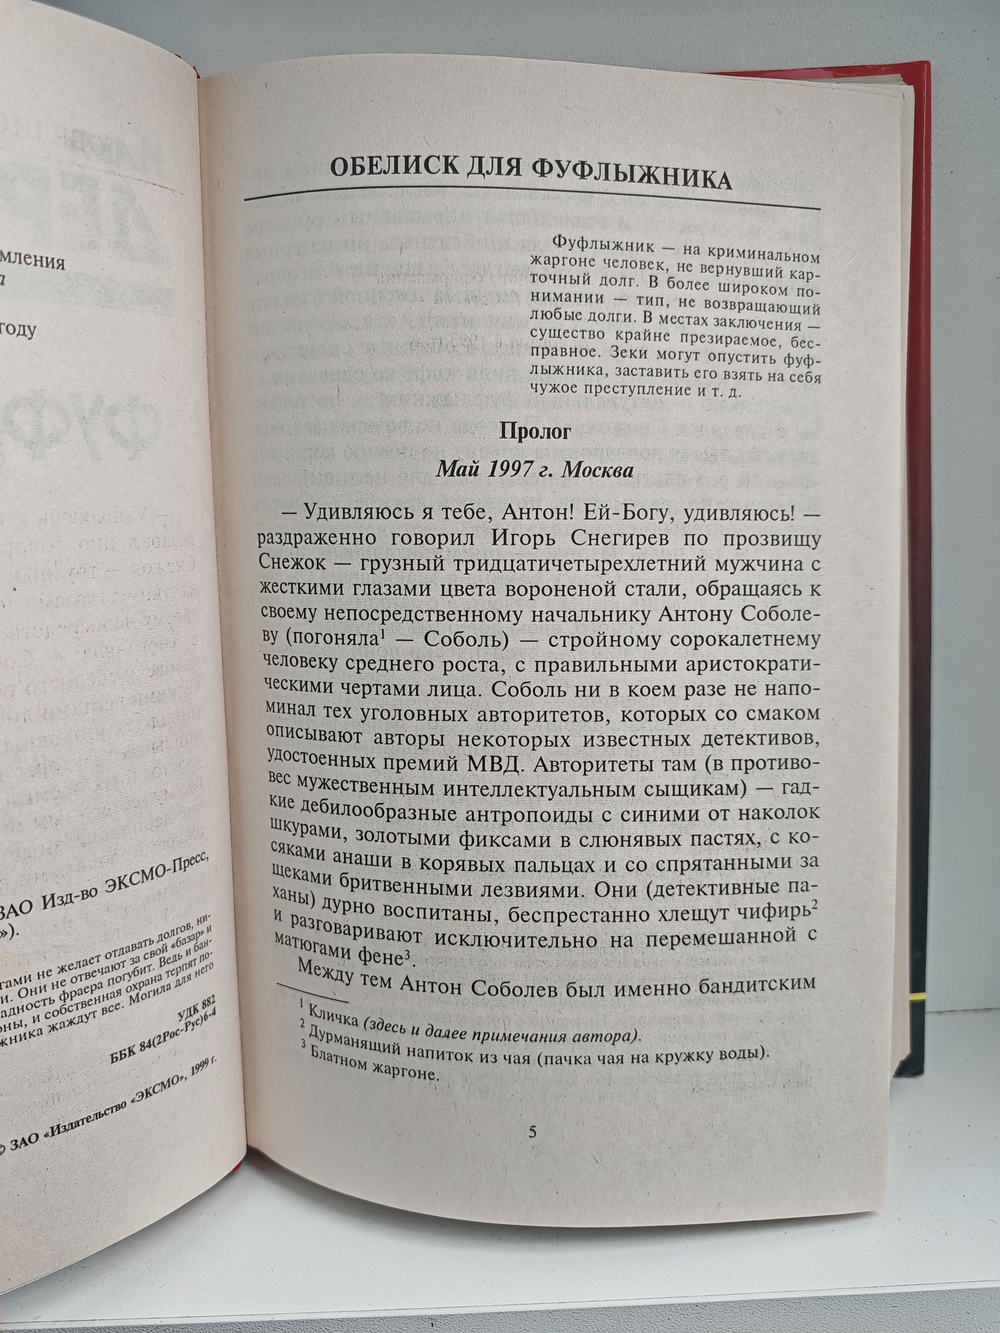 мления
а
году
ЗАО Изд-во ЭКСМО-Пресс,
»).
гами не желает отдавать долгов, ни-
и. Они не отвечают за свой «базар» и
адность фраера погубит. Ведь и бан-
оны, и собственная охрана терпят по-
жника жаждут все. Могила для него
УДК 882
ББК 84(2Рос-Рус)6-4
© ЗАО «Издательство «ЭКСМО», 1999 г.
ОБЕЛИСК ДЛЯ ФУФЛЫЖНИКА
Фуфлыжник — на криминальном
жаргоне человек, не вернувший кар-
точный долг. В более широком по-
нимании — тип, не возвращающий
любые долги. В местах заключения —
существо крайне презираемое, бес-
правное. Зеки могут опустить фуф-
лыжника, заставить его взять на себя
чужое преступление и т. д.
Пролог
Май 1997 г. Москва
— Удивляюсь я тебе, Антон! Ей-Богу, удивляюсь! —
раздраженно говорил Игорь Снегирев по прозвищу
Снежок — грузный тридцатичетырехлетний мужчина с
жесткими глазами цвета вороненой стали, обращаясь к
своему непосредственному начальнику Антону Соболе-
ву (погоняла¹ — Соболь) — стройному сорокалетнему
человеку среднего роста, с правильными аристократи-
ческими чертами лица. Соболь ни в коем разе не напо-
минал тех уголовных авторитетов, которых со смаком
описывают авторы некоторых известных детективов,
удостоенных премий МВД. Авторитеты там (в противо-
вес мужественным интеллектуальным сыщикам) — гад-
кие дебилообразные антропоиды с синими от наколок
шкурами, золотыми фиксами в слюнявых пастях, с ко-
сяками анаши в корявых пальцах и со спрятанными за
щеками бритвенными лезвиями. Они (детективные па-
ханы) дурно воспитаны, беспрестанно хлещут чифирь²
и разговаривают исключительно на перемешанной с
матюгами фене³.
Между тем Антон Соболев был именно бандитским
¹ Кличка (здесь и далее примечания автора).
² Дурманящий напиток из чая (пачка чая на кружку воды).
³ Блатном жаргоне.
5